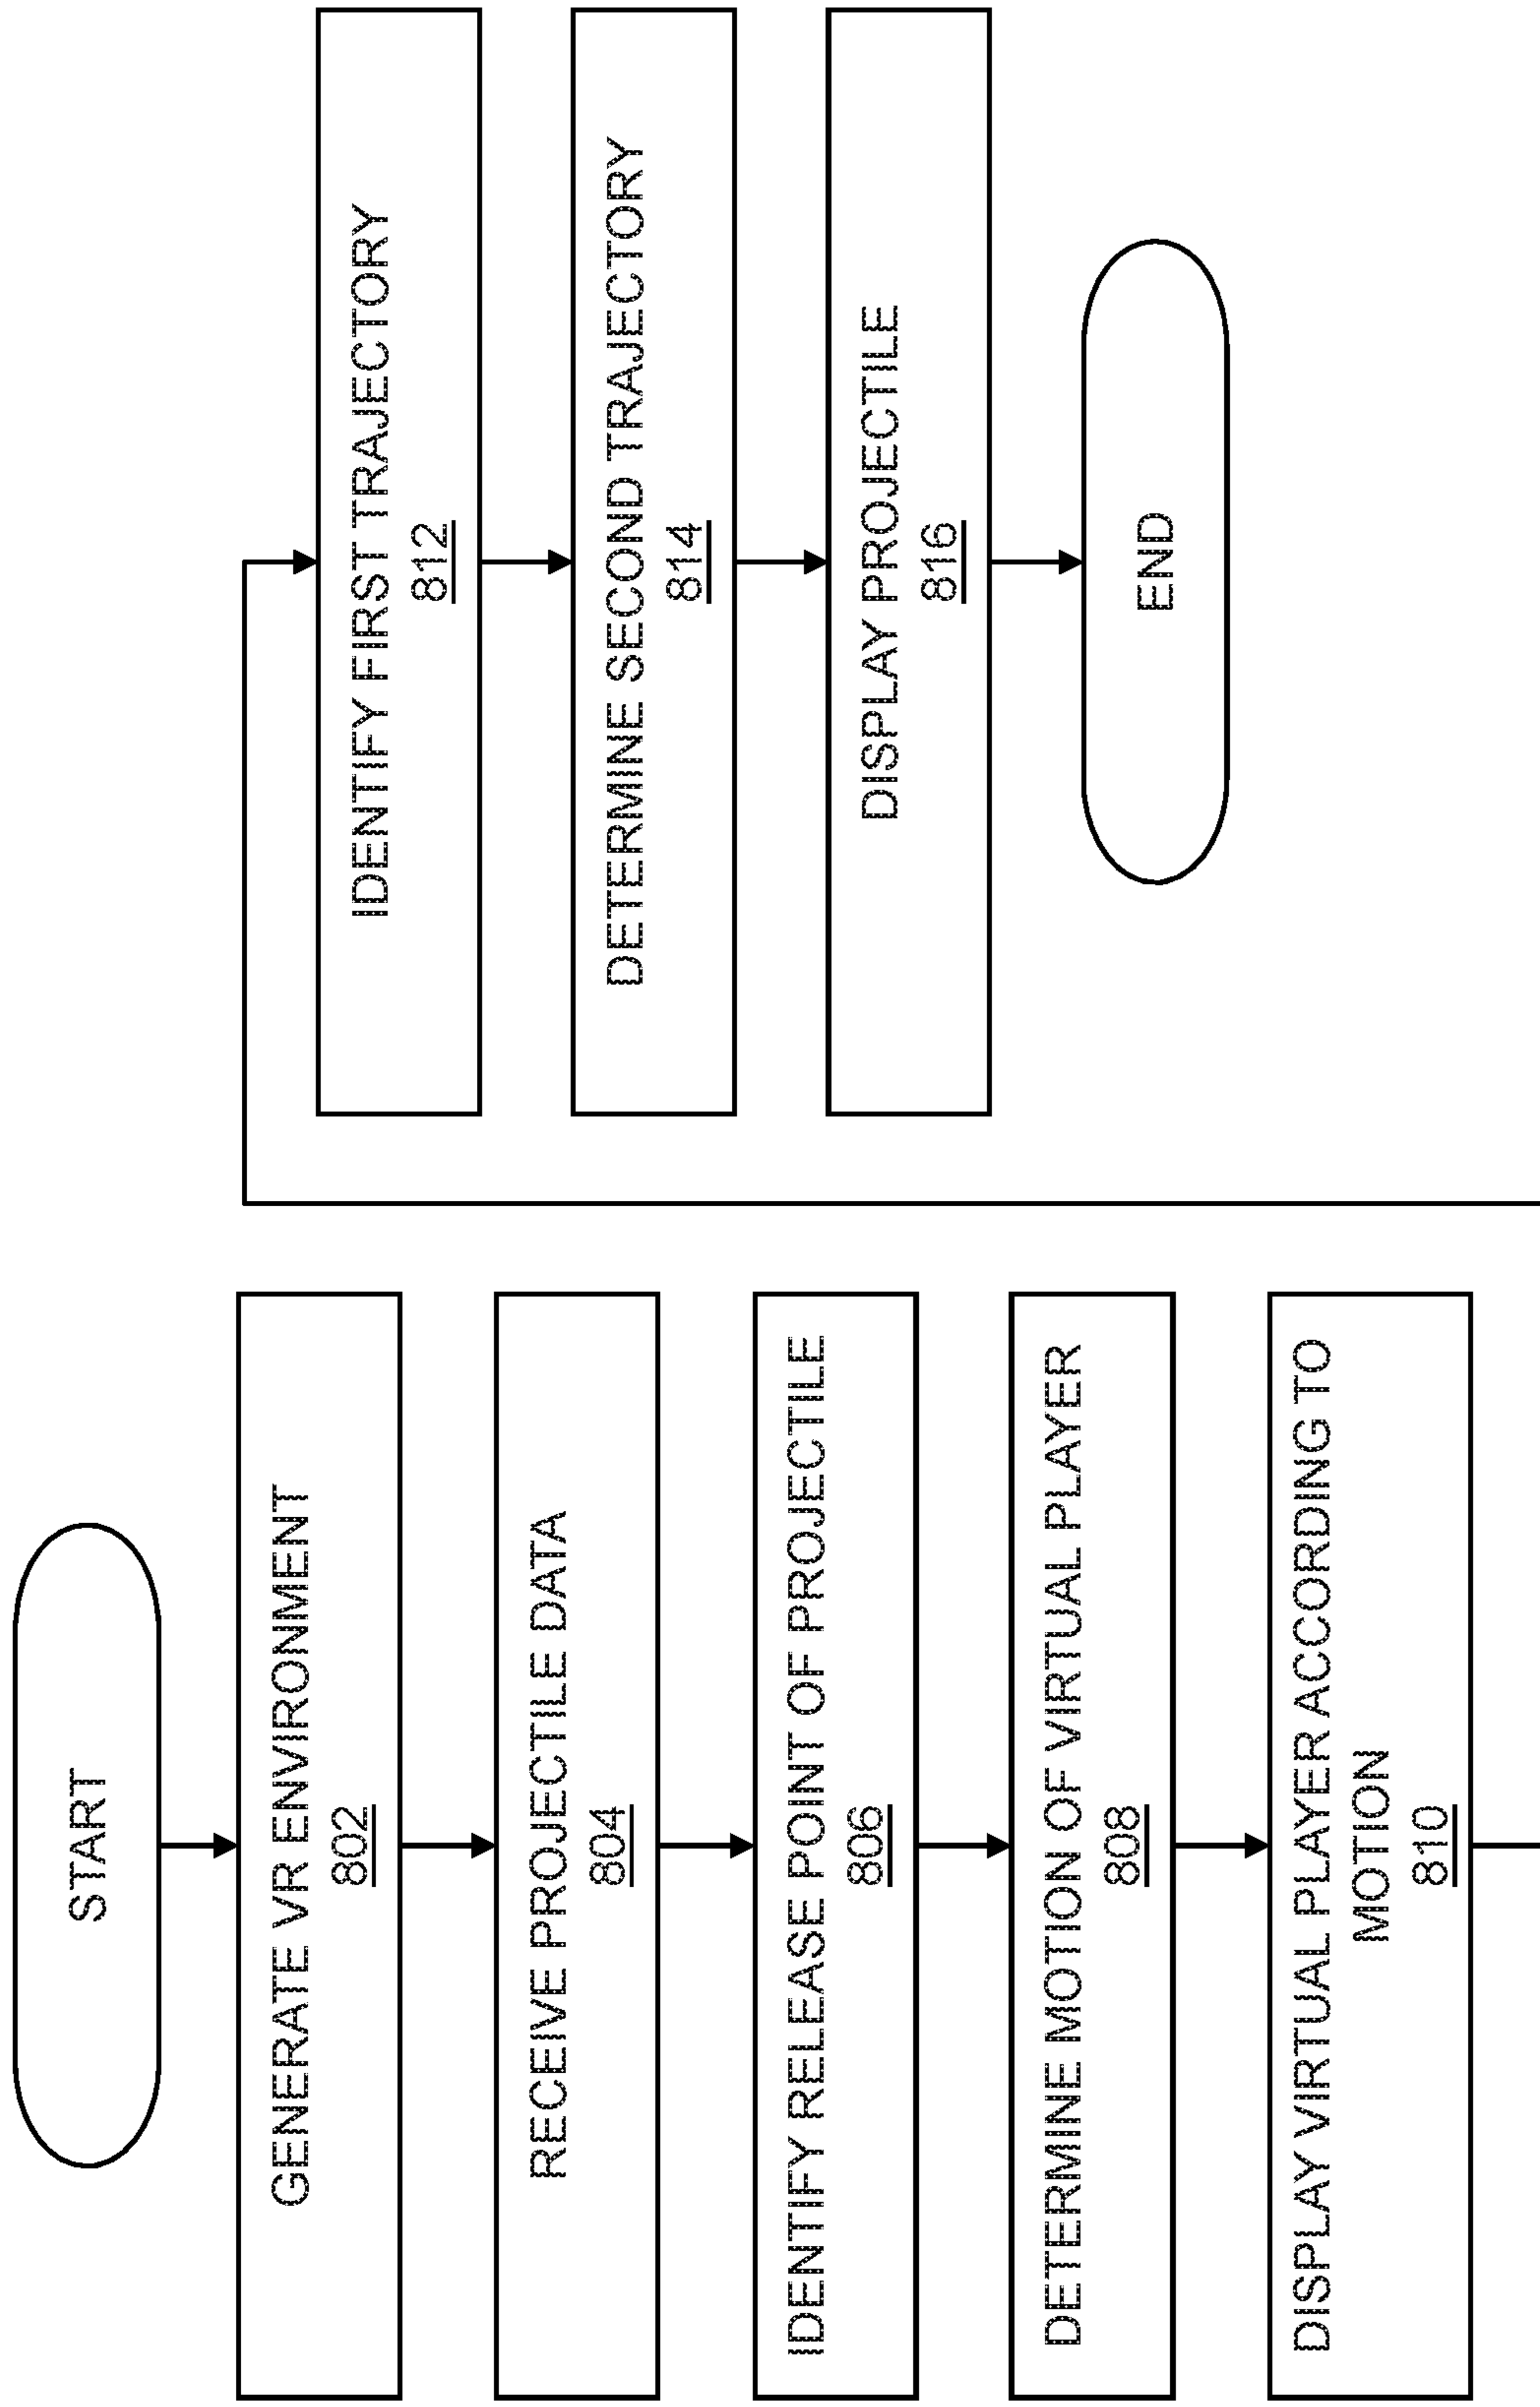 START
GENERATE VR ENVIRONMENT
802
RECEIVE PROJECTILE DATA
804
IDENTIFY RELEASE POINT OF PROJECTILE
806
DETERMINE MOTION OF VIRTUAL PLAYER
808
DISPLAY VIRTUAL PLAYER ACCORDING TO
MOTION
810
IDENTIFY FIRST TRAJECTORY
812
DETERMINE SECOND TRAJECTORY
814
DISPLAY PROJECTILE
816
END